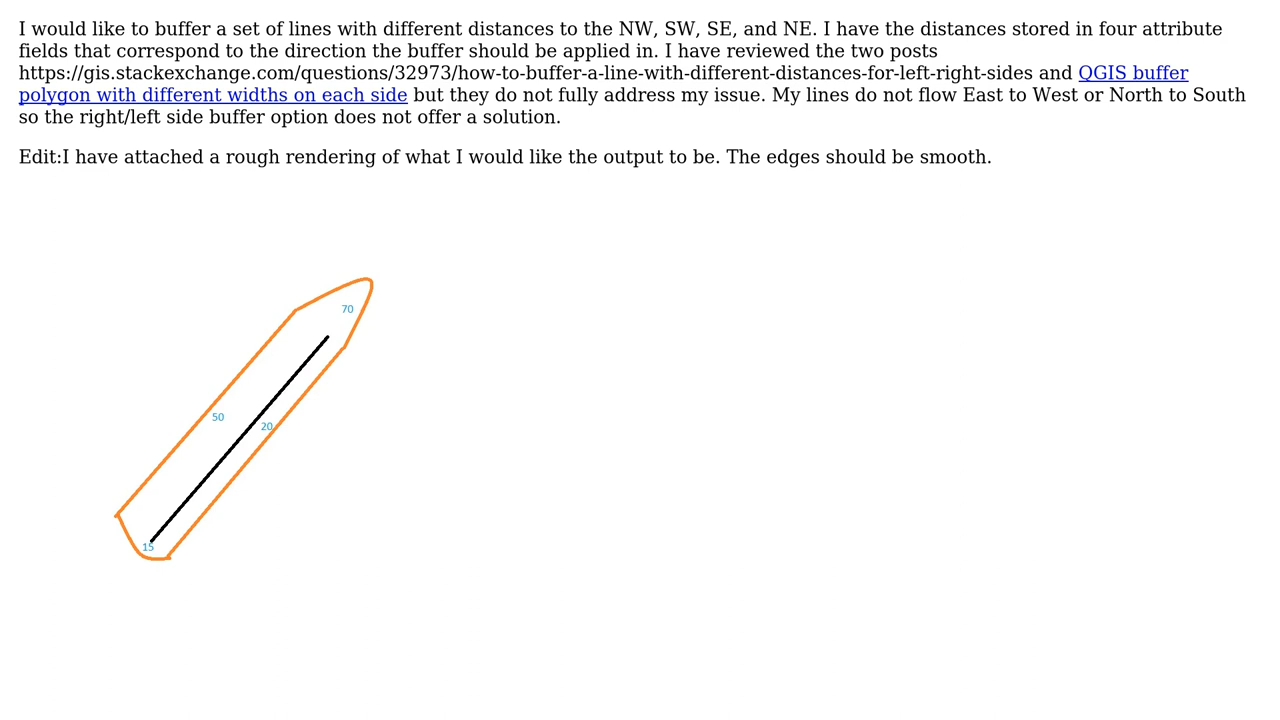 I would like to buffer a set of lines with different distances to the NW, SW, SE, and NE. I have the distances stored in four attribute
fields that correspond to the direction the buffer should be applied in. I have reviewed the two posts
https://gis.stackexchange.com/questions/32973/how-to-buffer-a-line-with-different-distances-for-left-right-sides and QGIS buffer
polygon with different widths on each side but they do not fully address my issue. My lines do not flow East to West or North to South
so the right/left side buffer option does not offer a solution.
Edit:I have attached a rough rendering of what I would like the output to be. The edges should be smooth.
70
50
20
15